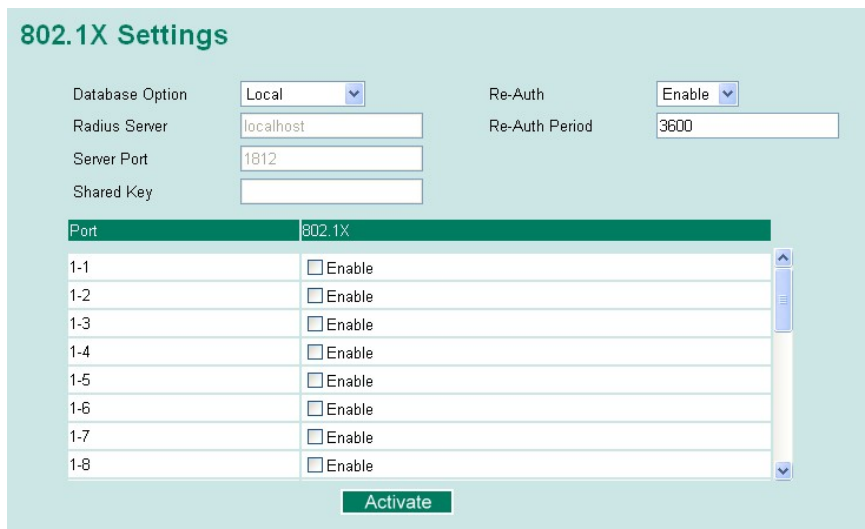 802.1X Settings
Database Option Local Re-Auth Enable
Radius Server localhost Re-Auth Period 3600
Server Port 1812
Shared Key
Port 802.1X
1-1 Enable
1-2 Enable
1-3 Enable
1-4 Enable
1-5 Enable
1-6 Enable
1-7 Enable
1-8 Enable
Activate